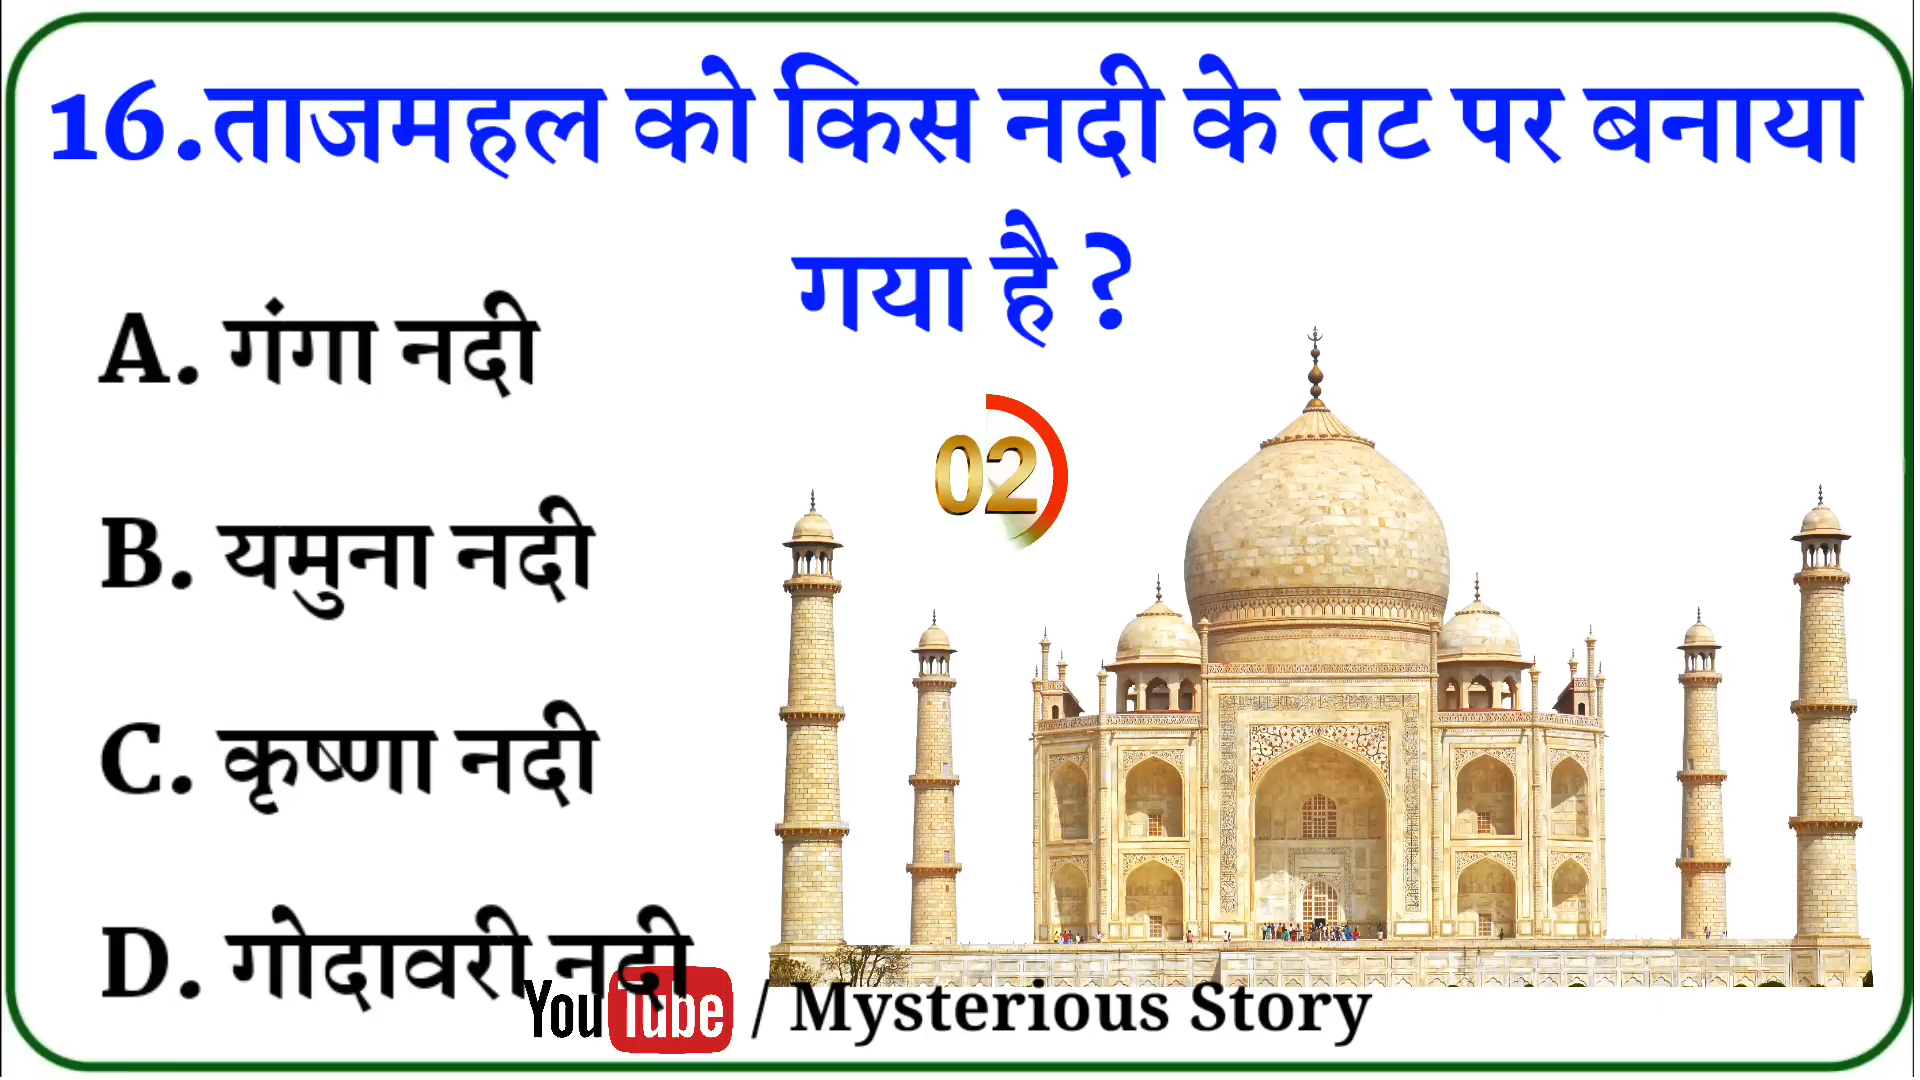 16.ताजमहल को किस नदी के तट पर बनाया
गया है ?
A. गंगा नदी
02
B. यमुना नदी
C. कृष्णा नदी
D. गोदावरी नदी
YouTube / Mysterious Story